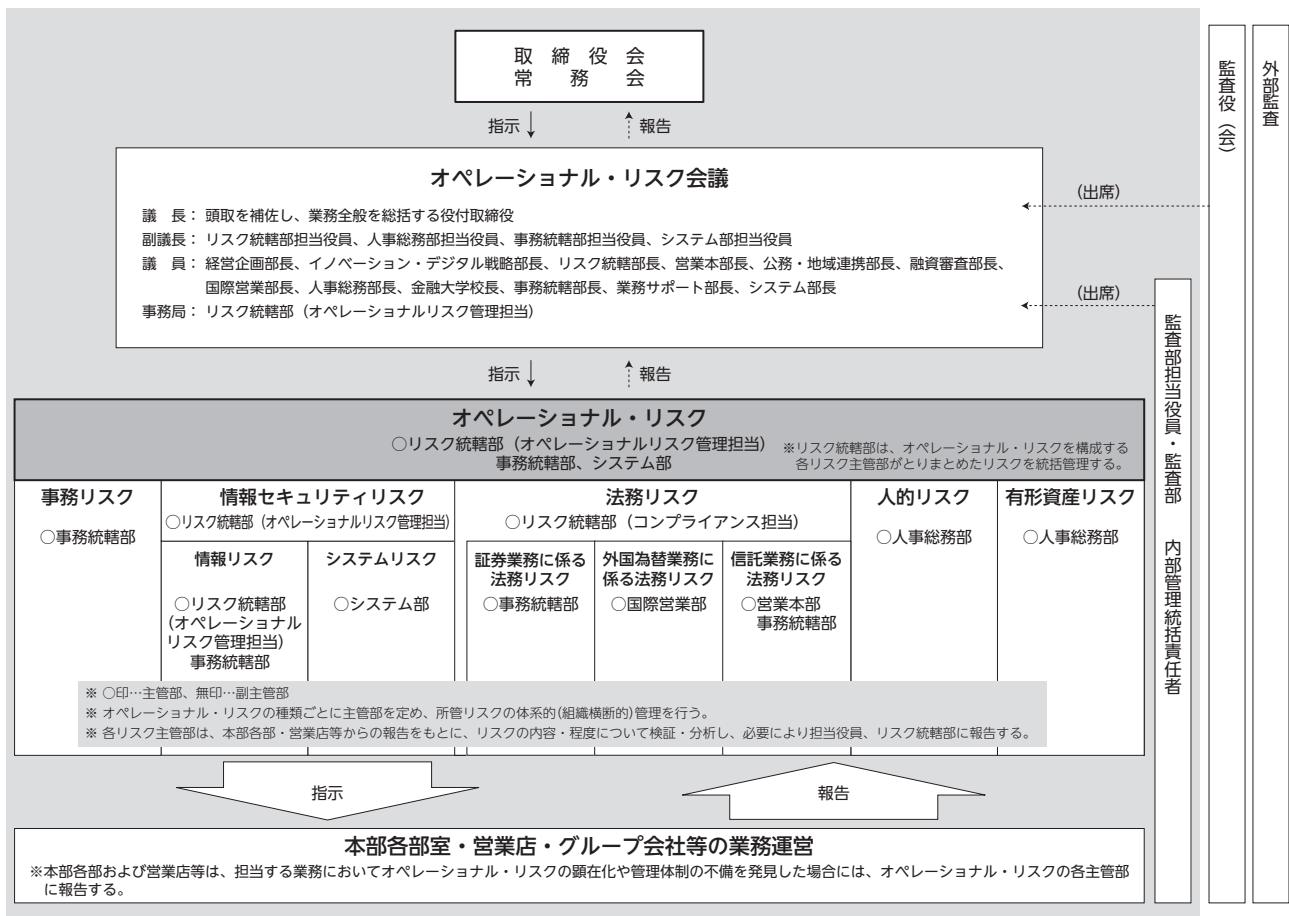 取締役会
常務会
指示
報告
オペレーショナル・リスク会議
議　長：頭取を補佐し、業務全般を総括する役付取締役
副議長：リスク統轄部担当役員、人事総務部担当役員、事務統轄部担当役員、システム部担当役員
議　員：経営企画部長、イノベーション・デジタル戦略部長、リスク統轄部長、営業本部長、公務・地域連携部長、融資審査部長、
国際営業部長、人事総務部長、金融大学校長、事務統轄部長、業務サポート部長、システム部長
事務局：リスク統轄部（オペレーショナルリスク管理担当）
(出席)
(出席)
監査役（会）
外部監査
監査部担当役員・監査部　内部管理統括責任者
指示
報告
オペレーショナル・リスク
○リスク統轄部（オペレーショナルリスク管理担当）
事務統轄部、システム部
※リスク統轄部は、オペレーショナル・リスクを構成する
各リスク主管部がとりまとめたリスクを統括管理する。
事務リスク
○事務統轄部
情報セキュリティリスク
○リスク統轄部（オペレーショナルリスク管理担当）
情報リスク
○リスク統轄部
(オペレーショナル
リスク管理担当)
事務統轄部
システムリスク
○システム部
法務リスク
○リスク統轄部（コンプライアンス担当）
証券業務に係る
法務リスク
○事務統轄部
外国為替業務に
係る法務リスク
○国際営業部
信託業務に係る
法務リスク
○営業本部
事務統轄部
人的リスク
○人事総務部
有形資産リスク
○人事総務部
※ ○印…主管部、無印…副主管部
※ オペレーショナル・リスクの種類ごとに主管部を定め、所管リスクの体系的(組織横断的)管理を行う。
※ 各リスク主管部は、本部各部・営業店等からの報告をもとに、リスクの内容・程度について検証・分析し、必要により担当役員、リスク統轄部に報告する。
指示
報告
本部各部室・営業店・グループ会社等の業務運営
※本部各部および営業店等は、担当する業務においてオペレーショナル・リスクの顕在化や管理体制の不備を発見した場合には、オペレーショナル・リスクの各主管部
に報告する。